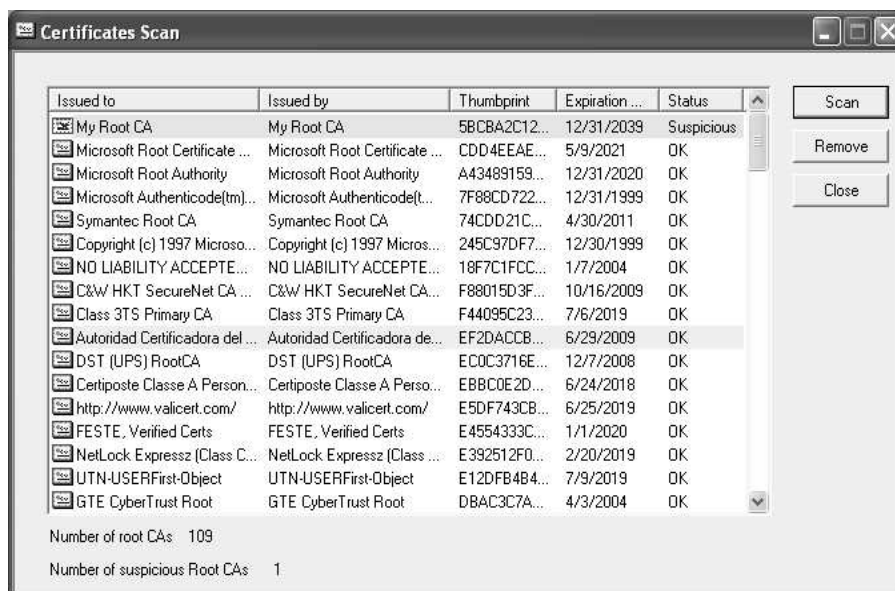 Certificates Scan
Issued to Issued by Thumbprint Expiration ... Status
My Root CA My Root CA 5BCBA2C12... 12/31/2039 Suspicious
Microsoft Root Certificate ... Microsoft Root Certificate ... CDD4EEAE... 5/9/2021 OK
Microsoft Root Authority Microsoft Root Authority A43489159... 12/31/2020 OK
Microsoft Authenticode(tm)... Microsoft Authenticode(t... 7F88CD722... 12/31/1999 OK
Symantec Root CA Symantec Root CA 74CDD21C... 4/30/2011 OK
Copyright (c) 1997 Microso... Copyright (c) 1997 Micros... 245C97DF7... 12/30/1999 OK
NO LIABILITY ACCEPTE... NO LIABILITY ACCEPTE... 18F7C1FCC... 1/7/2004 OK
C&W HKT SecureNet CA ... C&W HKT SecureNet CA... F88015D3F... 10/16/2009 OK
Class 3TS Primary CA Class 3TS Primary CA F44095C23... 7/6/2019 OK
Autoridad Certificadora del ... Autoridad Certificadora de... EF2DACCB... 6/29/2009 OK
DST (UPS) RootCA DST (UPS) RootCA EC0C3716E... 12/7/2008 OK
Certiposte Classe A Person... Certiposte Classe A Perso... EBBC0E2D... 6/24/2018 OK
http://www.valicert.com/ http://www.valicert.com/ E5DF743CB... 6/25/2019 OK
FESTE, Verified Certs FESTE, Verified Certs E4554333C... 1/1/2020 OK
NetLock Expressz (Class C... NetLock Expressz (Class ... E392512F0... 2/20/2019 OK
UTN-USERFirst-Object UTN-USERFirst-Object E12DFB4B4... 7/9/2019 OK
GTE CyberTrust Root GTE CyberTrust Root DBAC3C7A... 4/3/2004 OK
Scan
Remove
Close
Number of root CAs 109
Number of suspicious Root CAs 1